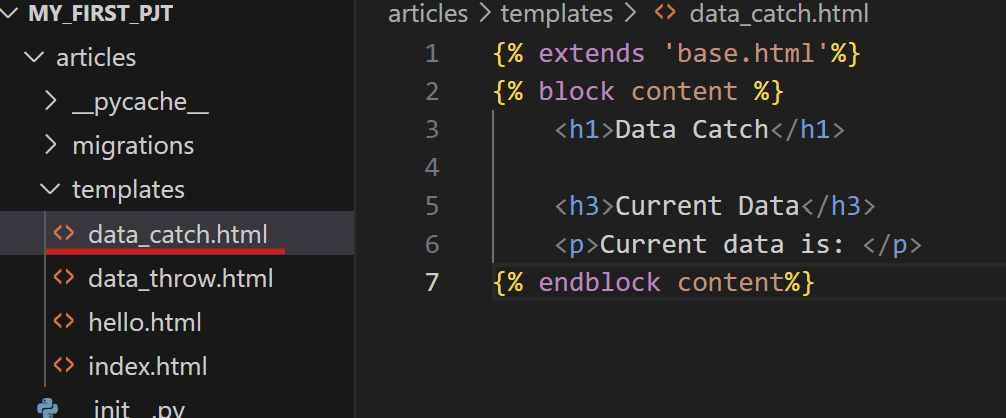 MY_FIRST_PJT
articles
__pycache__
migrations
templates
data_catch.html
data_throw.html
hello.html
index.html
__init__.py
articles > templates > data_catch.html
1 {% extends 'base.html'%}
2 {% block content %}
3 <h1>Data Catch</h1>
4
5 <h3>Current Data</h3>
6 <p>Current data is: </p>
7 {% endblock content%}